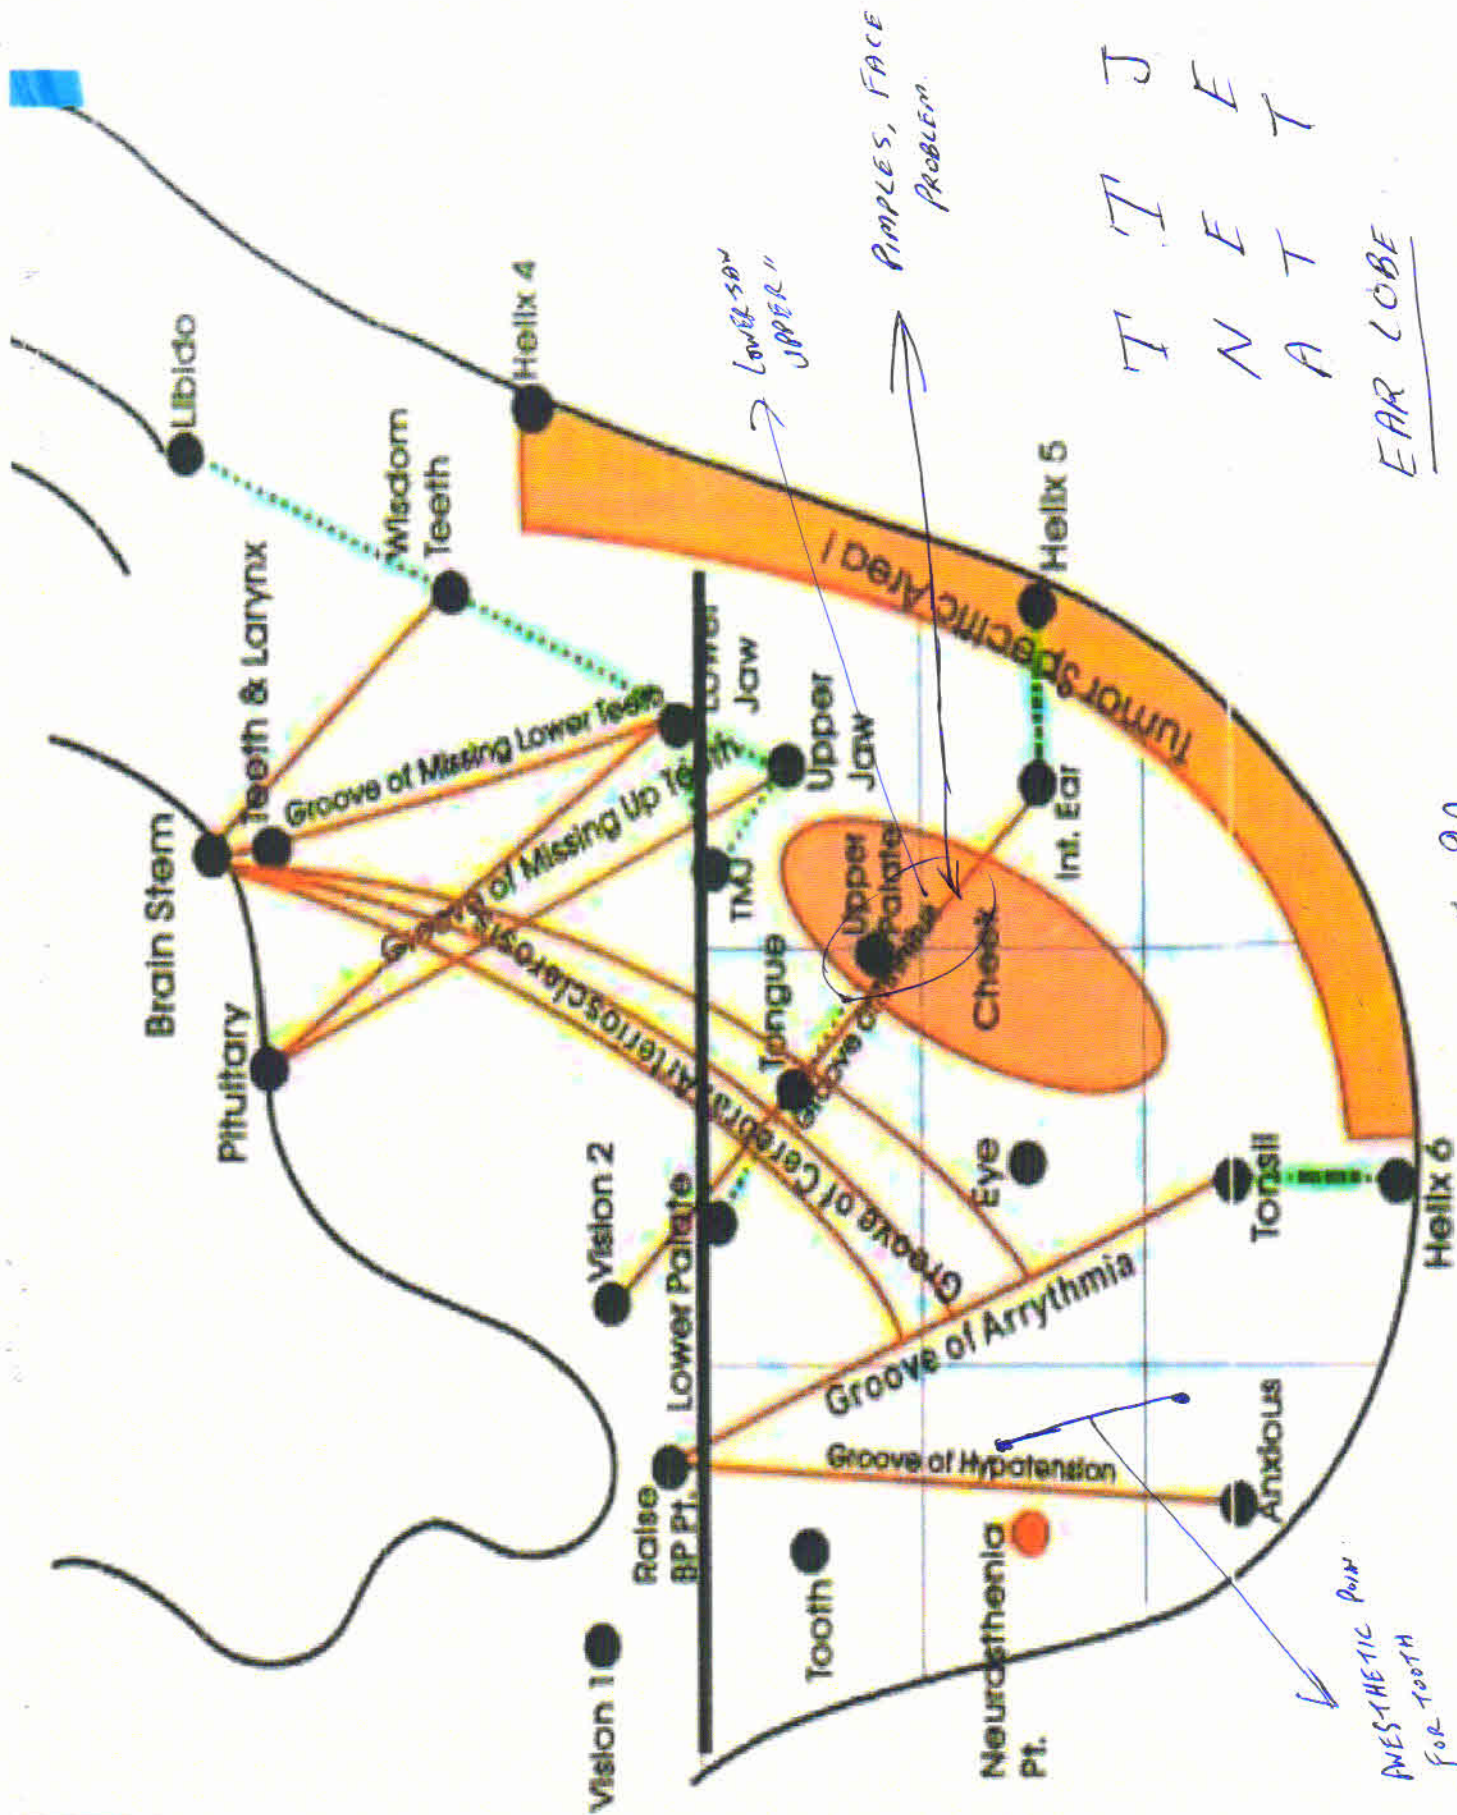 Libido
Helix 4
Wisdom
Teeth
Teeth & Larynx
Brain Stem
Pituitary
Groove of Missing Lower Teeth
Groove of Missing Up Teeth
Lower
Jaw
Upper
Jaw
TMJ
Groove of Cerebral Arteriosclerosis
Vision 2
Vision 1
Lower Palate
Tongue
Upper
Palate
Cheek
Int. Ear
Helix 5
Tumor Specific Area I
Raise
BP Pt.
Groove of Arrythmia
Groove of Hypotension
Eye
Tonsil
Helix 6
Tooth
Neurasthenia
Pt.
Anxious
LOWER JAW
UPPER "
PIMPLES, FACE
PROBLEM.
T T T J
N E E
A T T
EAR LOBE
ANESTHETIC POIN
FOR TOOTH